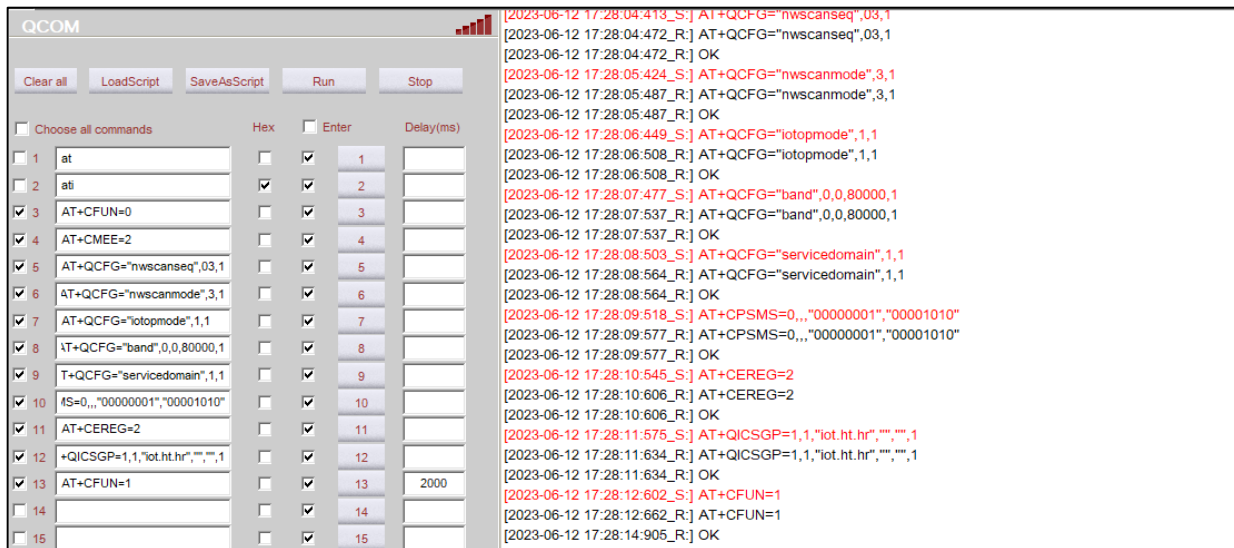 QCOM
Clear all LoadScript SaveAsScript Run Stop
Choose all commands Hex Enter Delay(ms)
1 at 1
2 ati 2
3 AT+CFUN=0 3
4 AT+CMEE=2 4
5 AT+QCFG="nwscanseq",03,1 5
6 AT+QCFG="nwscanmode",3,1 6
7 AT+QCFG="iotopmode",1,1 7
8 \T+QCFG="band",0,0,80000,1 8
9 T+QCFG="servicedomain",1,1 9
10 MS=0,,,"00000001","00001010" 10
11 AT+CEREG=2 11
12 +QICSGP=1,1,"iot.ht.hr","","",1 12
13 AT+CFUN=1 13 2000
14 14
15 15
[2023-06-12 17:28:04:413_S:] AT+QCFG="nwscanseq",03,1
[2023-06-12 17:28:04:472_R:] AT+QCFG="nwscanseq",03,1
[2023-06-12 17:28:04:472_R:] OK
[2023-06-12 17:28:05:424_S:] AT+QCFG="nwscanmode",3,1
[2023-06-12 17:28:05:487_R:] AT+QCFG="nwscanmode",3,1
[2023-06-12 17:28:05:487_R:] OK
[2023-06-12 17:28:06:449_S:] AT+QCFG="iotopmode",1,1
[2023-06-12 17:28:06:508_R:] AT+QCFG="iotopmode",1,1
[2023-06-12 17:28:06:508_R:] OK
[2023-06-12 17:28:07:477_S:] AT+QCFG="band",0,0,80000,1
[2023-06-12 17:28:07:537_R:] AT+QCFG="band",0,0,80000,1
[2023-06-12 17:28:07:537_R:] OK
[2023-06-12 17:28:08:503_S:] AT+QCFG="servicedomain",1,1
[2023-06-12 17:28:08:564_R:] AT+QCFG="servicedomain",1,1
[2023-06-12 17:28:08:564_R:] OK
[2023-06-12 17:28:09:518_S:] AT+CPSMS=0,,,"00000001","00001010"
[2023-06-12 17:28:09:577_R:] AT+CPSMS=0,,,"00000001","00001010"
[2023-06-12 17:28:09:577_R:] OK
[2023-06-12 17:28:10:545_S:] AT+CEREG=2
[2023-06-12 17:28:10:606_R:] AT+CEREG=2
[2023-06-12 17:28:10:606_R:] OK
[2023-06-12 17:28:11:575_S:] AT+QICSGP=1,1,"iot.ht.hr","","",1
[2023-06-12 17:28:11:634_R:] AT+QICSGP=1,1,"iot.ht.hr","","",1
[2023-06-12 17:28:11:634_R:] OK
[2023-06-12 17:28:12:602_S:] AT+CFUN=1
[2023-06-12 17:28:12:662_R:] AT+CFUN=1
[2023-06-12 17:28:14:905_R:] OK